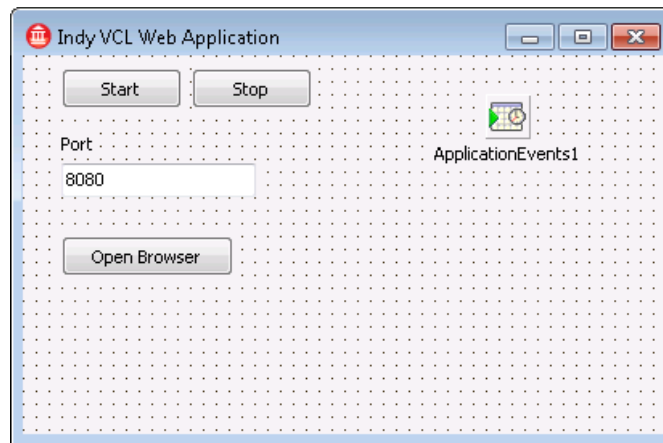 Indy VCL Web Application
Start
Stop
Port
ApplicationEvents1
8080
Open Browser